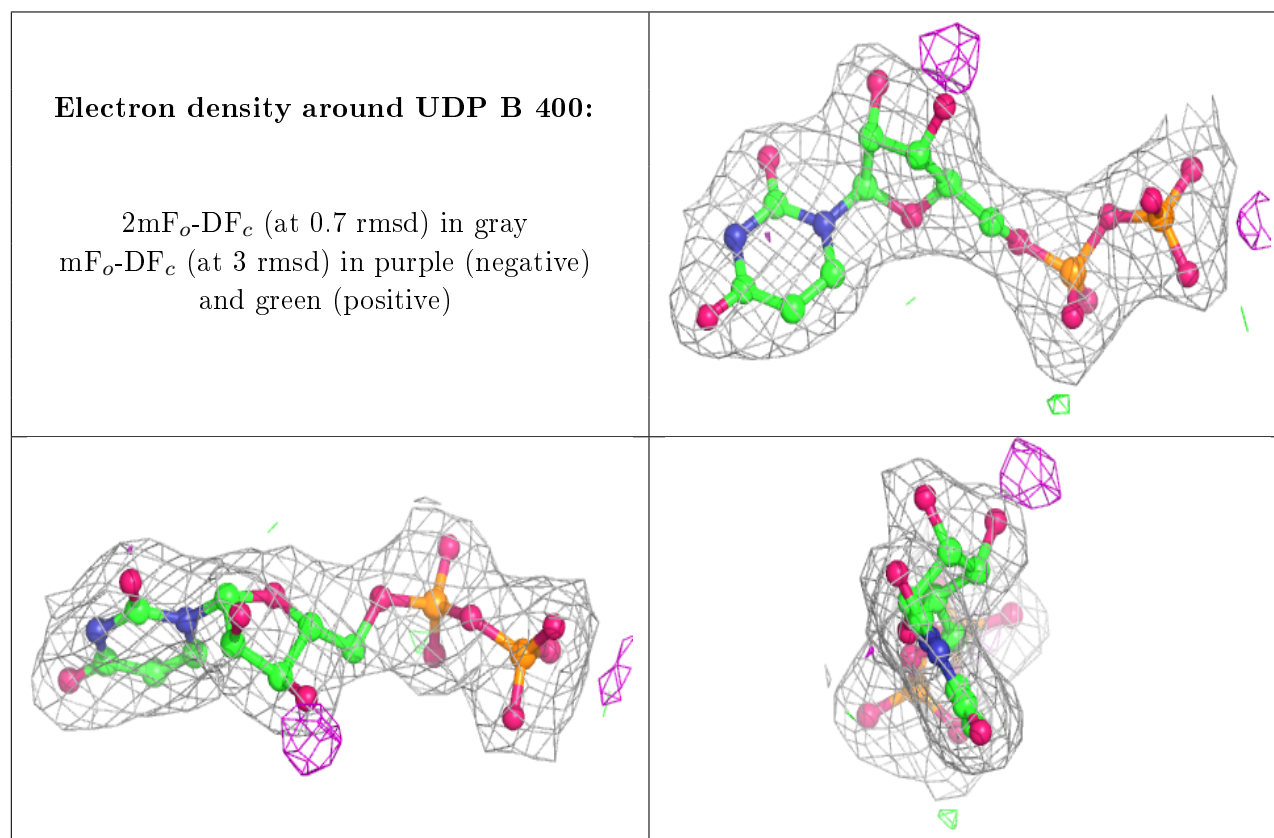 Electron density around UDP B 400:
2mFo-DFc (at 0.7 rmsd) in gray
mFo-DFc (at 3 rmsd) in purple (negative)
and green (positive)